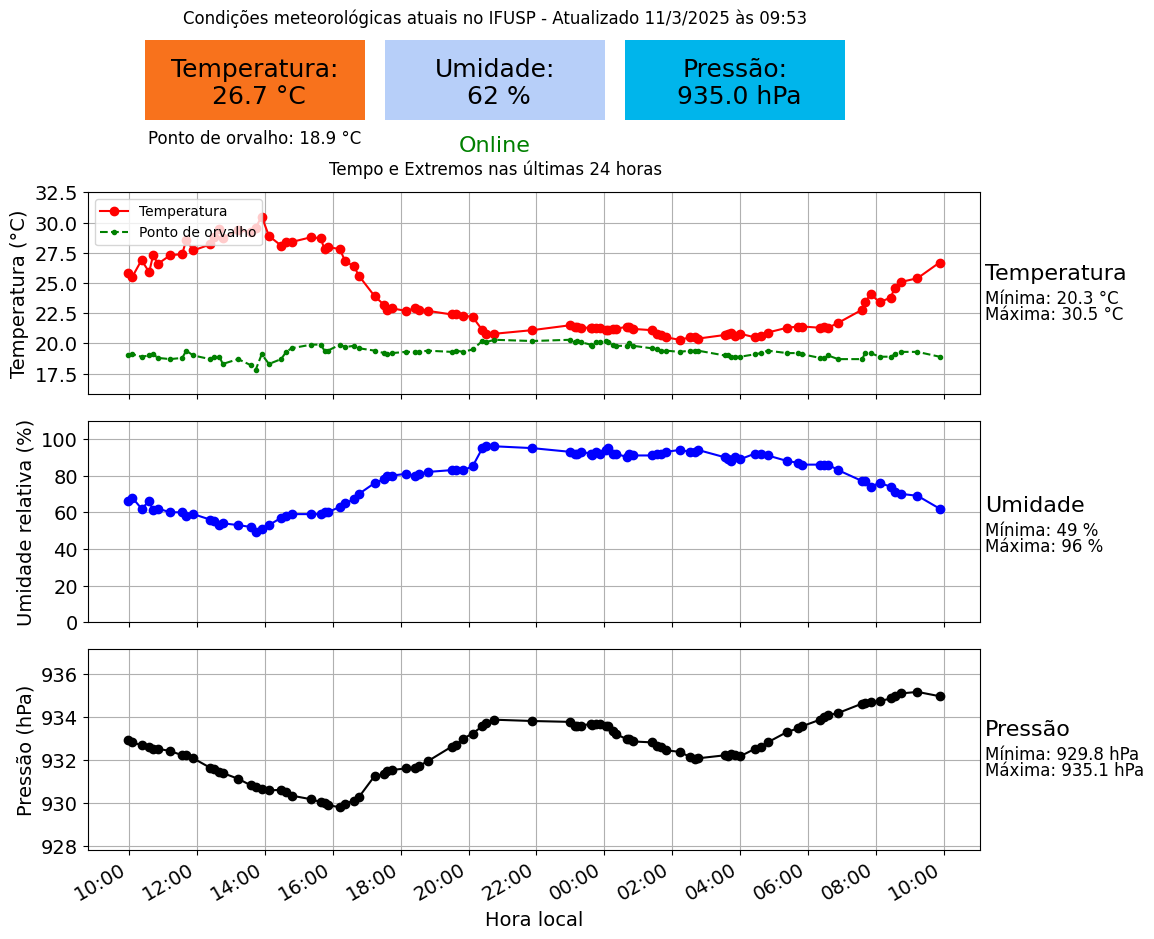 Condições meteorológicas atuais no IFUSP - Atualizado 11/3/2025 às 09:53
Temperatura:
26.7 °C
Umidade:
62 %
Pressão:
935.0 hPa
Ponto de orvalho: 18.9 °C
Online
Tempo e Extremos nas últimas 24 horas
Temperatura (°C)
32.5
30.0
27.5
25.0
22.5
20.0
17.5
Temperatura
Ponto de orvalho
Temperatura
Mínima: 20.3 °C
Máxima: 30.5 °C
Umidade relativa (%)
100
80
60
40
20
0
Umidade
Mínima: 49 %
Máxima: 96 %
Pressão (hPa)
936
934
932
930
928
Pressão
Mínima: 929.8 hPa
Máxima: 935.1 hPa
10:00
12:00
14:00
16:00
18:00
20:00
22:00
00:00
02:00
04:00
06:00
08:00
10:00
Hora local